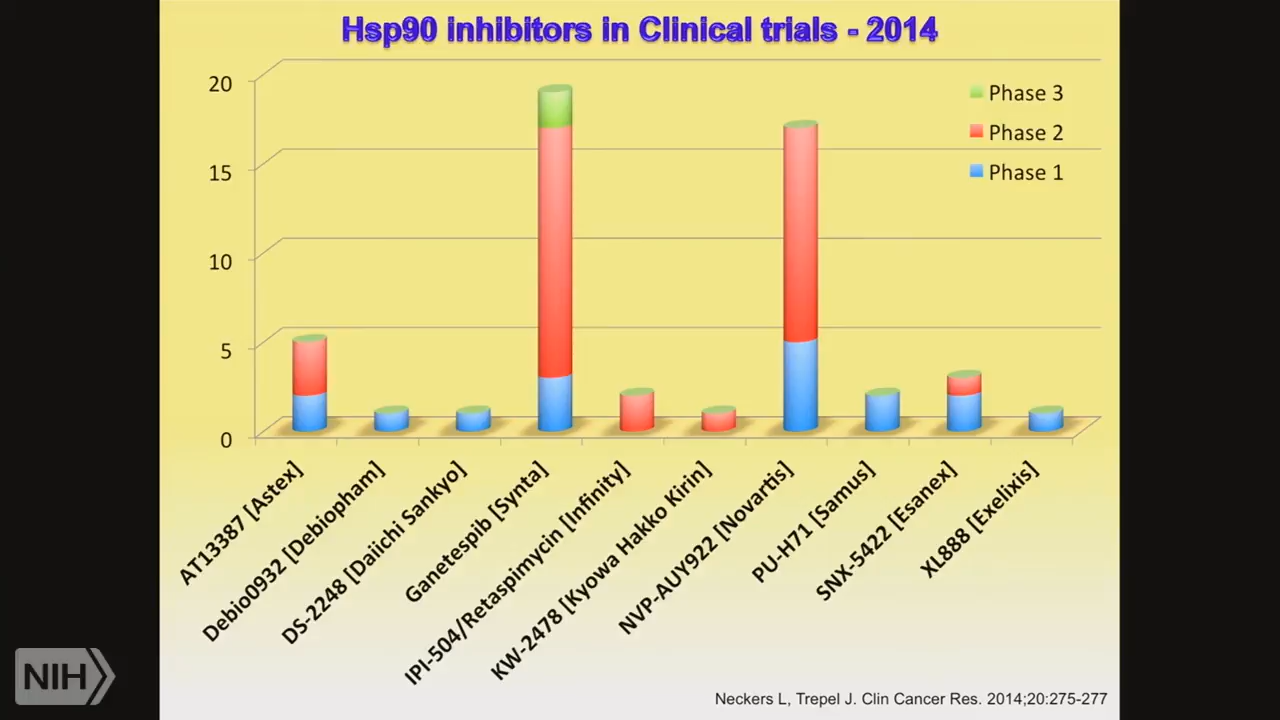 Hsp90 inhibitors in Clinical trials - 2014
20
15
10
5
0
Phase 3
Phase 2
Phase 1
AT13387 [Astex]
Debio0932 [Debiopham]
DS-2248 [Daiichi Sankyo]
Ganetespib [Synta]
IPI-504/Retaspimycin [Infinity]
KW-2478 [Kyowa Hakko Kirin]
NVP-AUY922 [Novartis]
PU-H71 [Samus]
SNX-5422 [Esanex]
XL888 [Exelixis]
NIH
Neckers L, Trepel J. Clin Cancer Res. 2014;20:275-277